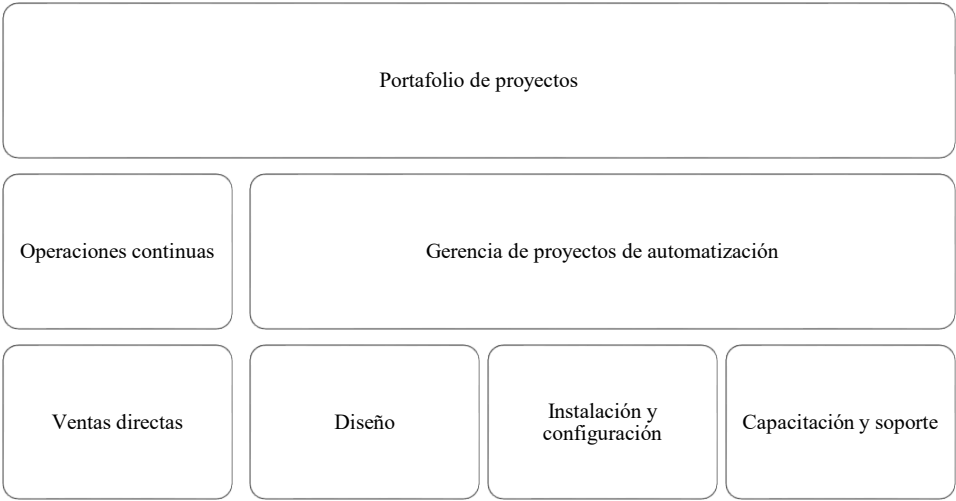 Portafolio de proyectos
Operaciones continuas
Gerencia de proyectos de automatización
Ventas directas
Diseño
Instalación y
configuración
Capacitación y soporte